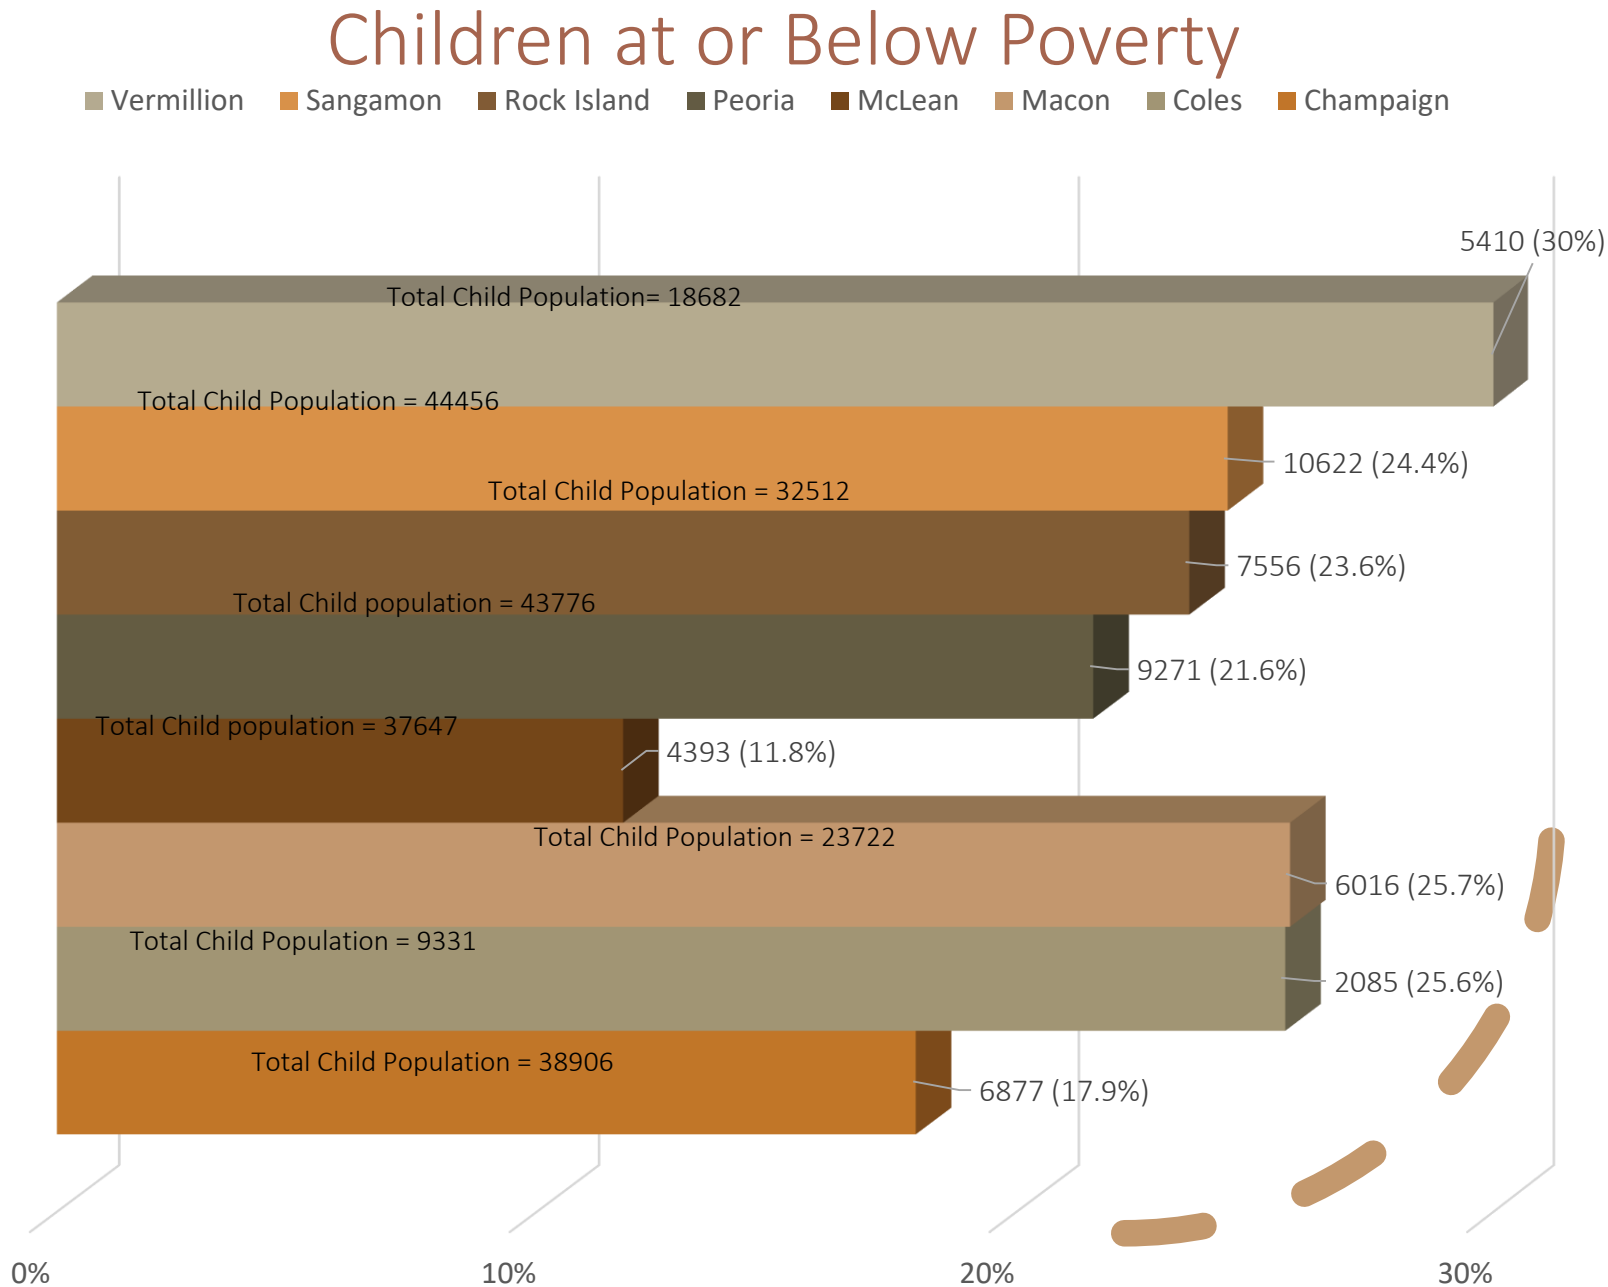 Children at or Below Poverty
Vermillion Sangamon Rock Island Peoria McLean Macon Coles Champaign
5410 (30%)
Total Child Population= 18682
Total Child Population = 44456
10622 (24.4%)
Total Child Population = 32512
7556 (23.6%)
Total Child population = 43776
9271 (21.6%)
Total Child population = 37647
4393 (11.8%)
Total Child Population = 23722
6016 (25.7%)
Total Child Population = 9331
2085 (25.6%)
Total Child Population = 38906
6877 (17.9%)
0% 10% 20% 30%